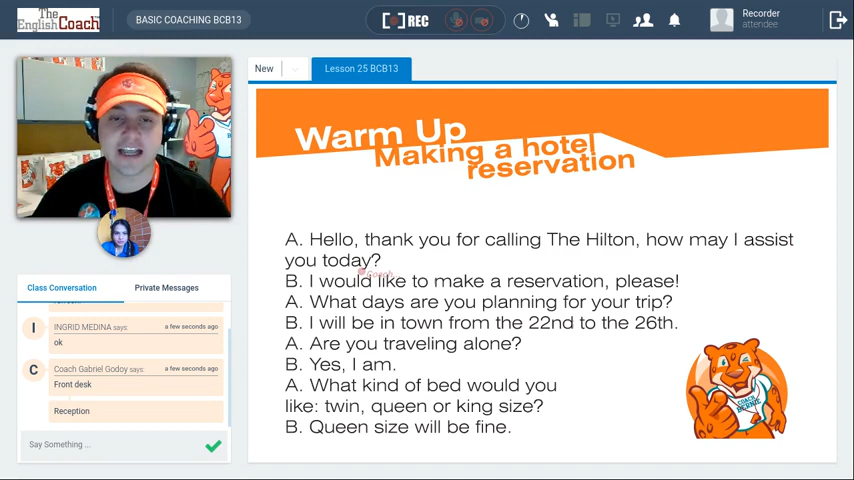 The
EnglishCoach
BASIC COACHING BCB13
[●] REC
Recorder
attendee
New
Lesson 25 BCB13
Warm Up
Making a hotel
reservation
A. Hello, thank you for calling The Hilton, how may I assist
you today?
Coach
B. I would like to make a reservation, please!
A. What days are you planning for your trip?
B. I will be in town from the 22nd to the 26th.
A. Are you traveling alone?
B. Yes, I am.
A. What kind of bed would you
like: twin, queen or king size?
B. Queen size will be fine.
COACH
BERNIE
Class Conversation
Private Messages
I
INGRID MEDINA says:
a few seconds ago
ok
C
Coach Gabriel Godoy says:
a few seconds ago
Front desk
Reception
Say Something ...